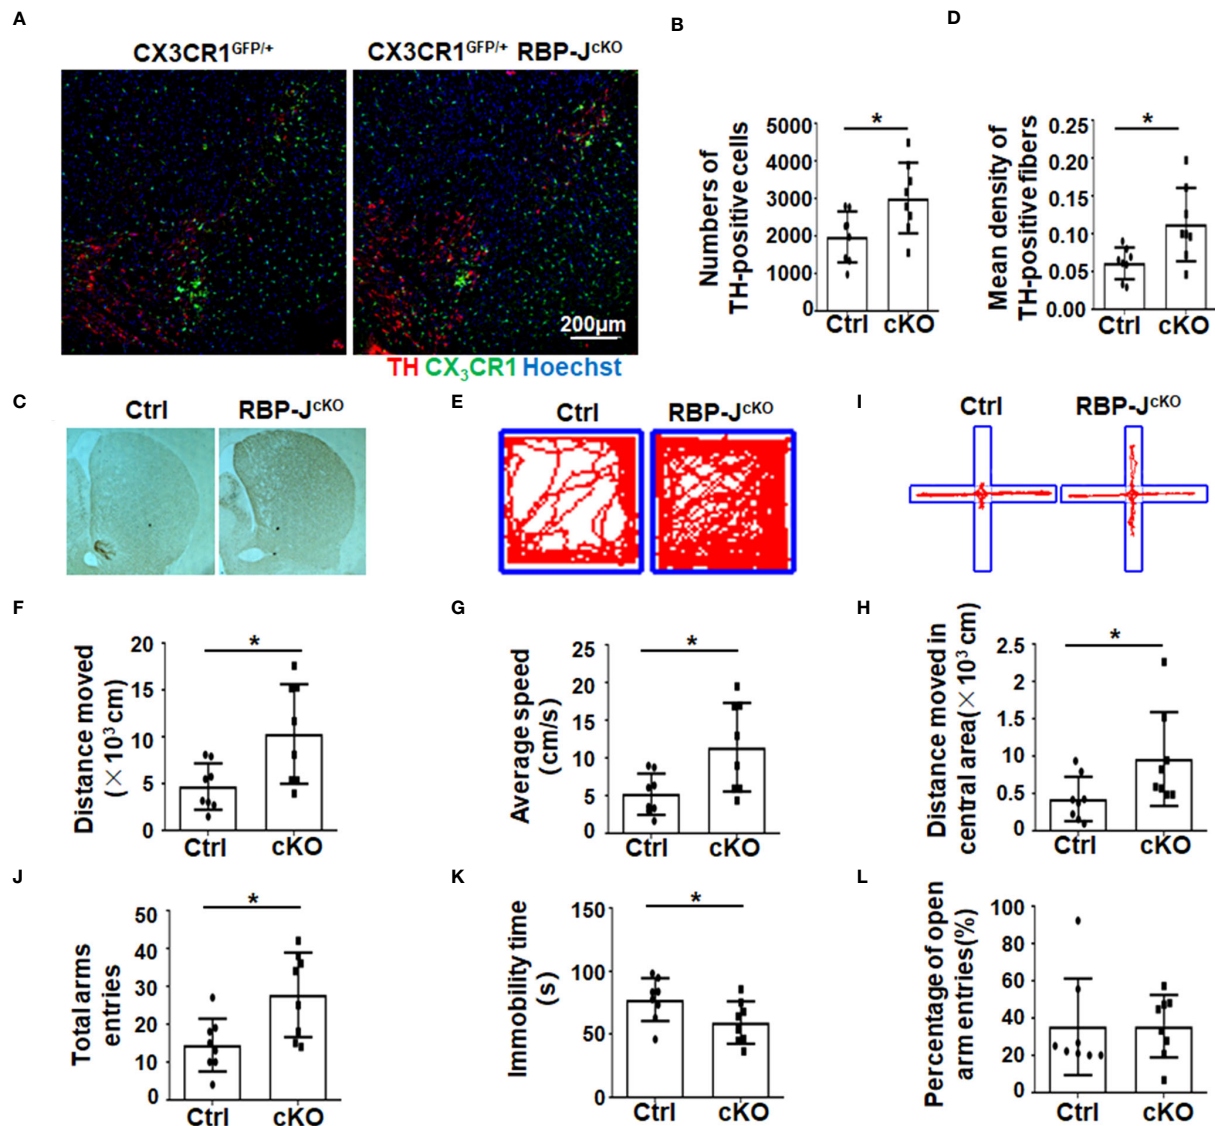 A
CX3CR1GFP/+
CX3CR1GFP/+ RBP-JcKO
200μm
TH CX3CR1 Hoechst
B
Numbers of
TH-positive cells
5000
4000
3000
2000
1000
0
*
Ctrl cKO
D
Mean density of
TH-positive fibers
0.25
0.20
0.15
0.10
0.05
0.00
*
Ctrl cKO
C
Ctrl RBP-JcKO
E
Ctrl RBP-JcKO
I
Ctrl RBP-JcKO
F
Distance moved
(×10³ cm)
20
15
10
5
0
*
Ctrl cKO
G
Average speed
(cm/s)
25
20
15
10
5
0
*
Ctrl cKO
H
Distance moved in
central area(×10³ cm)
2.5
2
1.5
1
0.5
0
*
Ctrl cKO
J
Total arms
entries
50
40
30
20
10
0
*
Ctrl cKO
K
Immobility time
(s)
150
100
50
0
*
Ctrl cKO
L
Percentage of open
arm entries(%)
100
80
60
40
20
0
Ctrl cKO